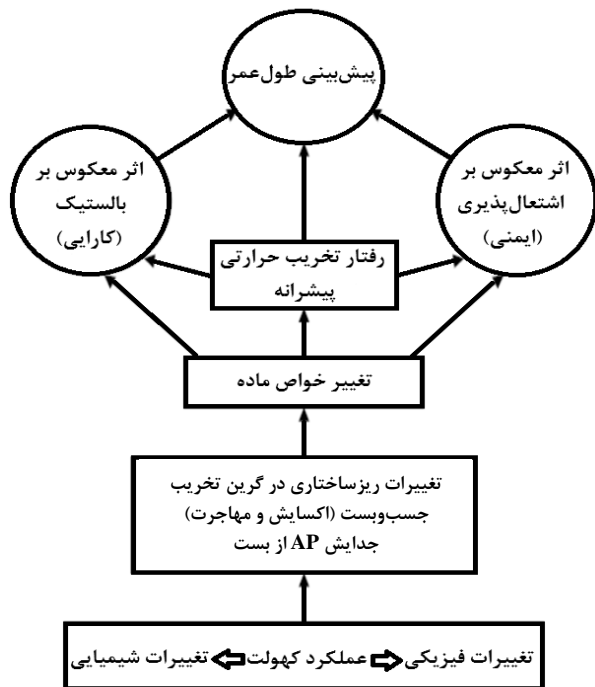 پیش‌بینی طول‌عمر
اثر معکوس بر
اشتعال‌پذیری
(ایمنی)
اثر معکوس بر
بالستیک
(کارایی)
رفتار تخریب حرارتی
پیشرانه
تغییر خواص ماده
تغییرات ریزساختاری در گرین تخریب
جسب‌وبست (اکسایش و مهاجرت)
جدایش AP از بست
تغییرات فیزیکی عملکرد کهولت تغییرات شیمیایی